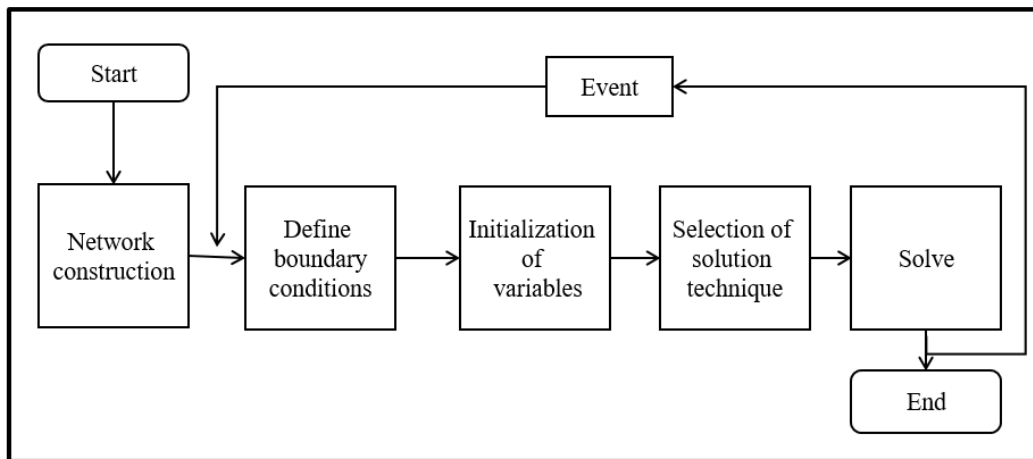 Start
Event
Network
construction
Define
boundary
conditions
Initialization
of
variables
Selection of
solution
technique
Solve
End